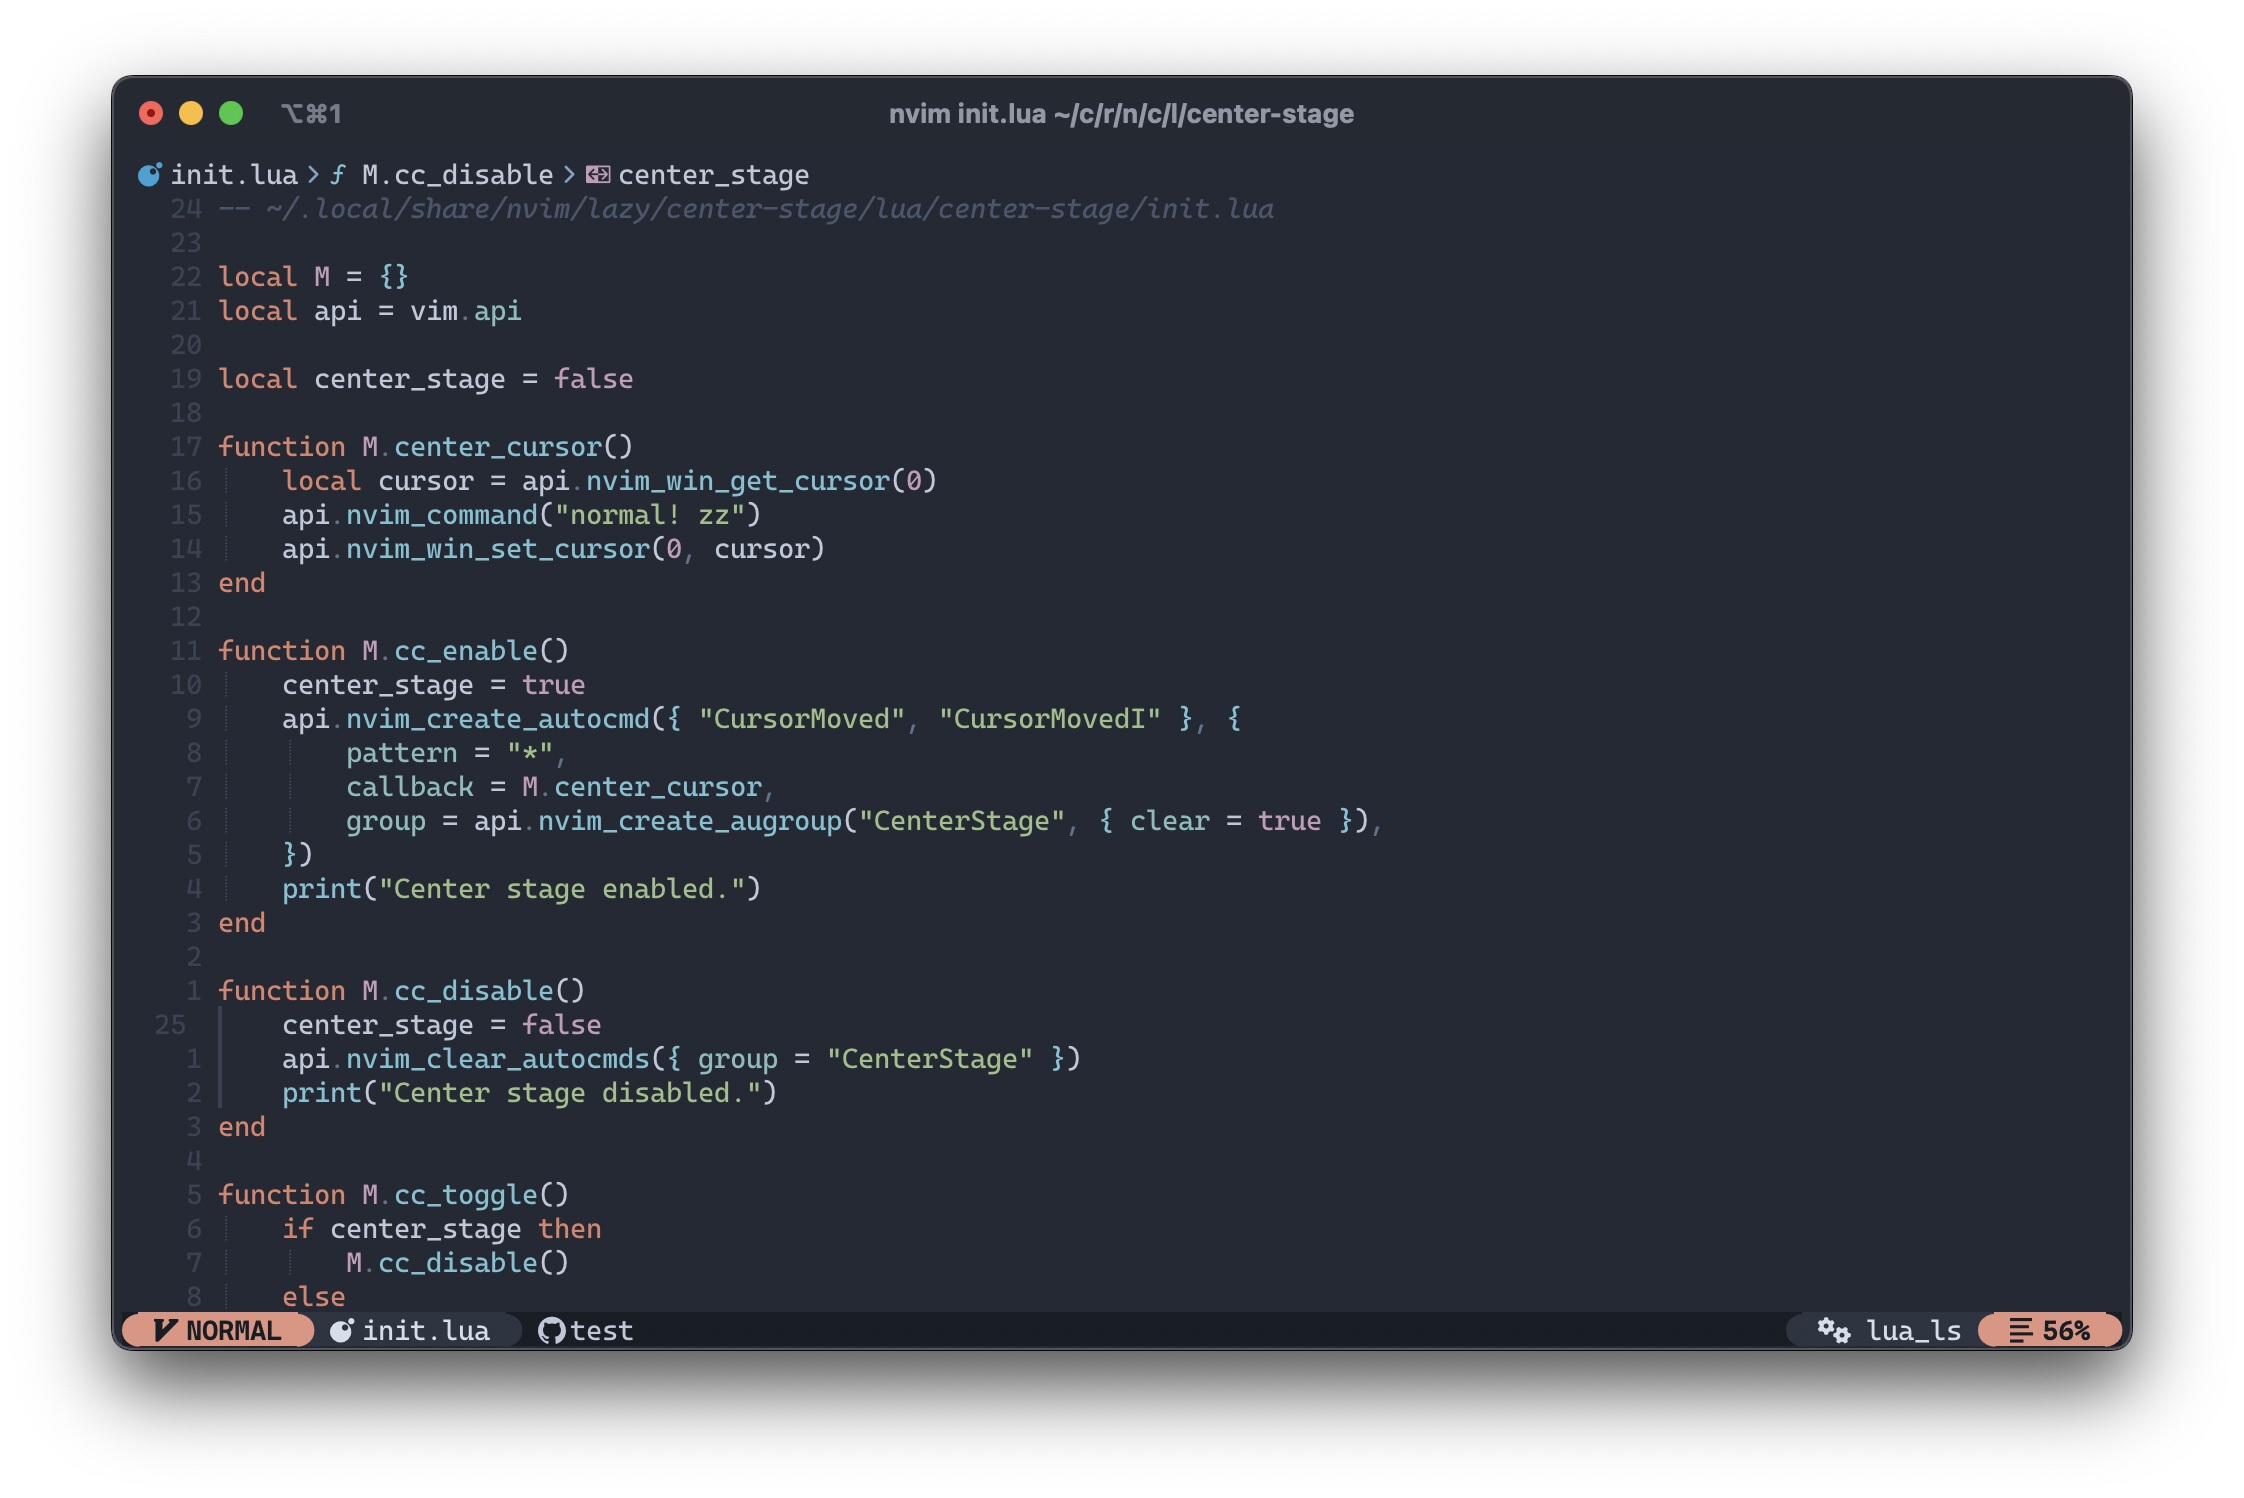 ⌥⌘1 nvim init.lua ~/c/r/n/c/l/center-stage
init.lua > ƒ M.cc_disable > center_stage
24 -- ~/.local/share/nvim/lazy/center-stage/lua/center-stage/init.lua
23
22 local M = {}
21 local api = vim.api
20
19 local center_stage = false
18
17 function M.center_cursor()
16     local cursor = api.nvim_win_get_cursor(0)
15     api.nvim_command("normal! zz")
14     api.nvim_win_set_cursor(0, cursor)
13 end
12
11 function M.cc_enable()
10     center_stage = true
9     api.nvim_create_autocmd({ "CursorMoved", "CursorMovedI" }, {
8         pattern = "*",
7         callback = M.center_cursor,
6         group = api.nvim_create_augroup("CenterStage", { clear = true }),
5     })
4     print("Center stage enabled.")
3 end
2
1 function M.cc_disable()
25     center_stage = false
1     api.nvim_clear_autocmds({ group = "CenterStage" })
2     print("Center stage disabled.")
3 end
4
5 function M.cc_toggle()
6     if center_stage then
7         M.cc_disable()
8     else
NORMAL init.lua test lua_ls 56%